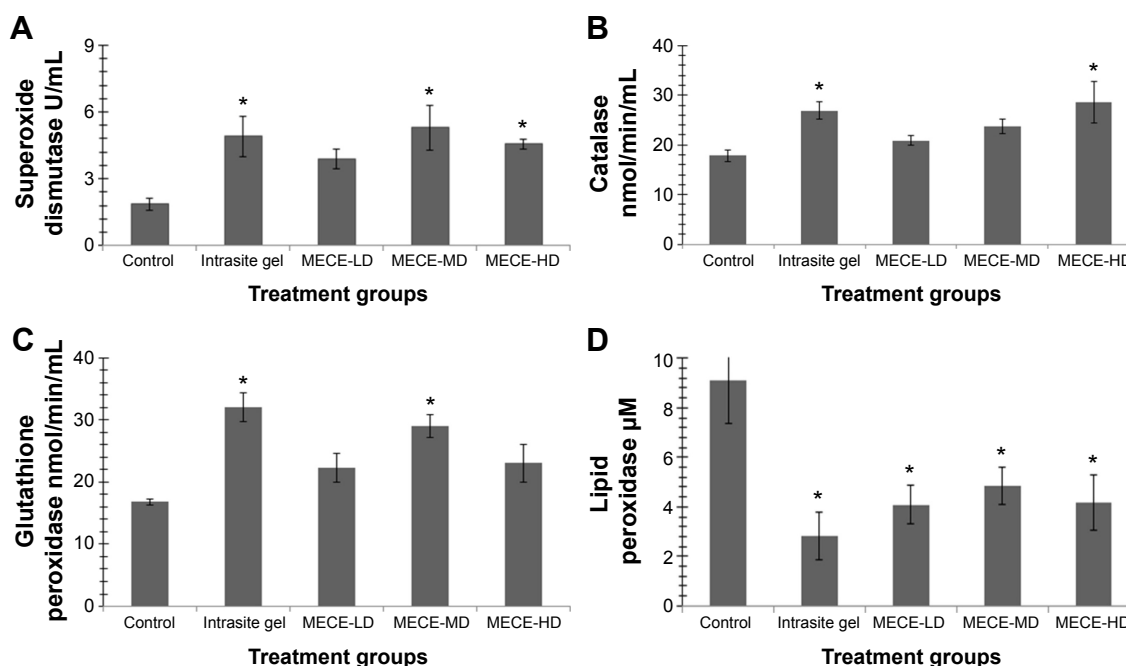 A
Superoxide
dismutase U/mL
9
6
3
0
*
*
*
Control Intrasite gel MECE-LD MECE-MD MECE-HD
Treatment groups
B
Catalase
nmol/min/mL
40
30
20
10
0
*
*
Control Intrasite gel MECE-LD MECE-MD MECE-HD
Treatment groups
C
Glutathione
peroxidase nmol/min/mL
40
30
20
10
0
*
*
Control Intrasite gel MECE-LD MECE-MD MECE-HD
Treatment groups
D
Lipid
peroxidase µM
10
8
6
4
2
0
*
*
*
*
Control Intrasite gel MECE-LD MECE-MD MECE-HD
Treatment groups